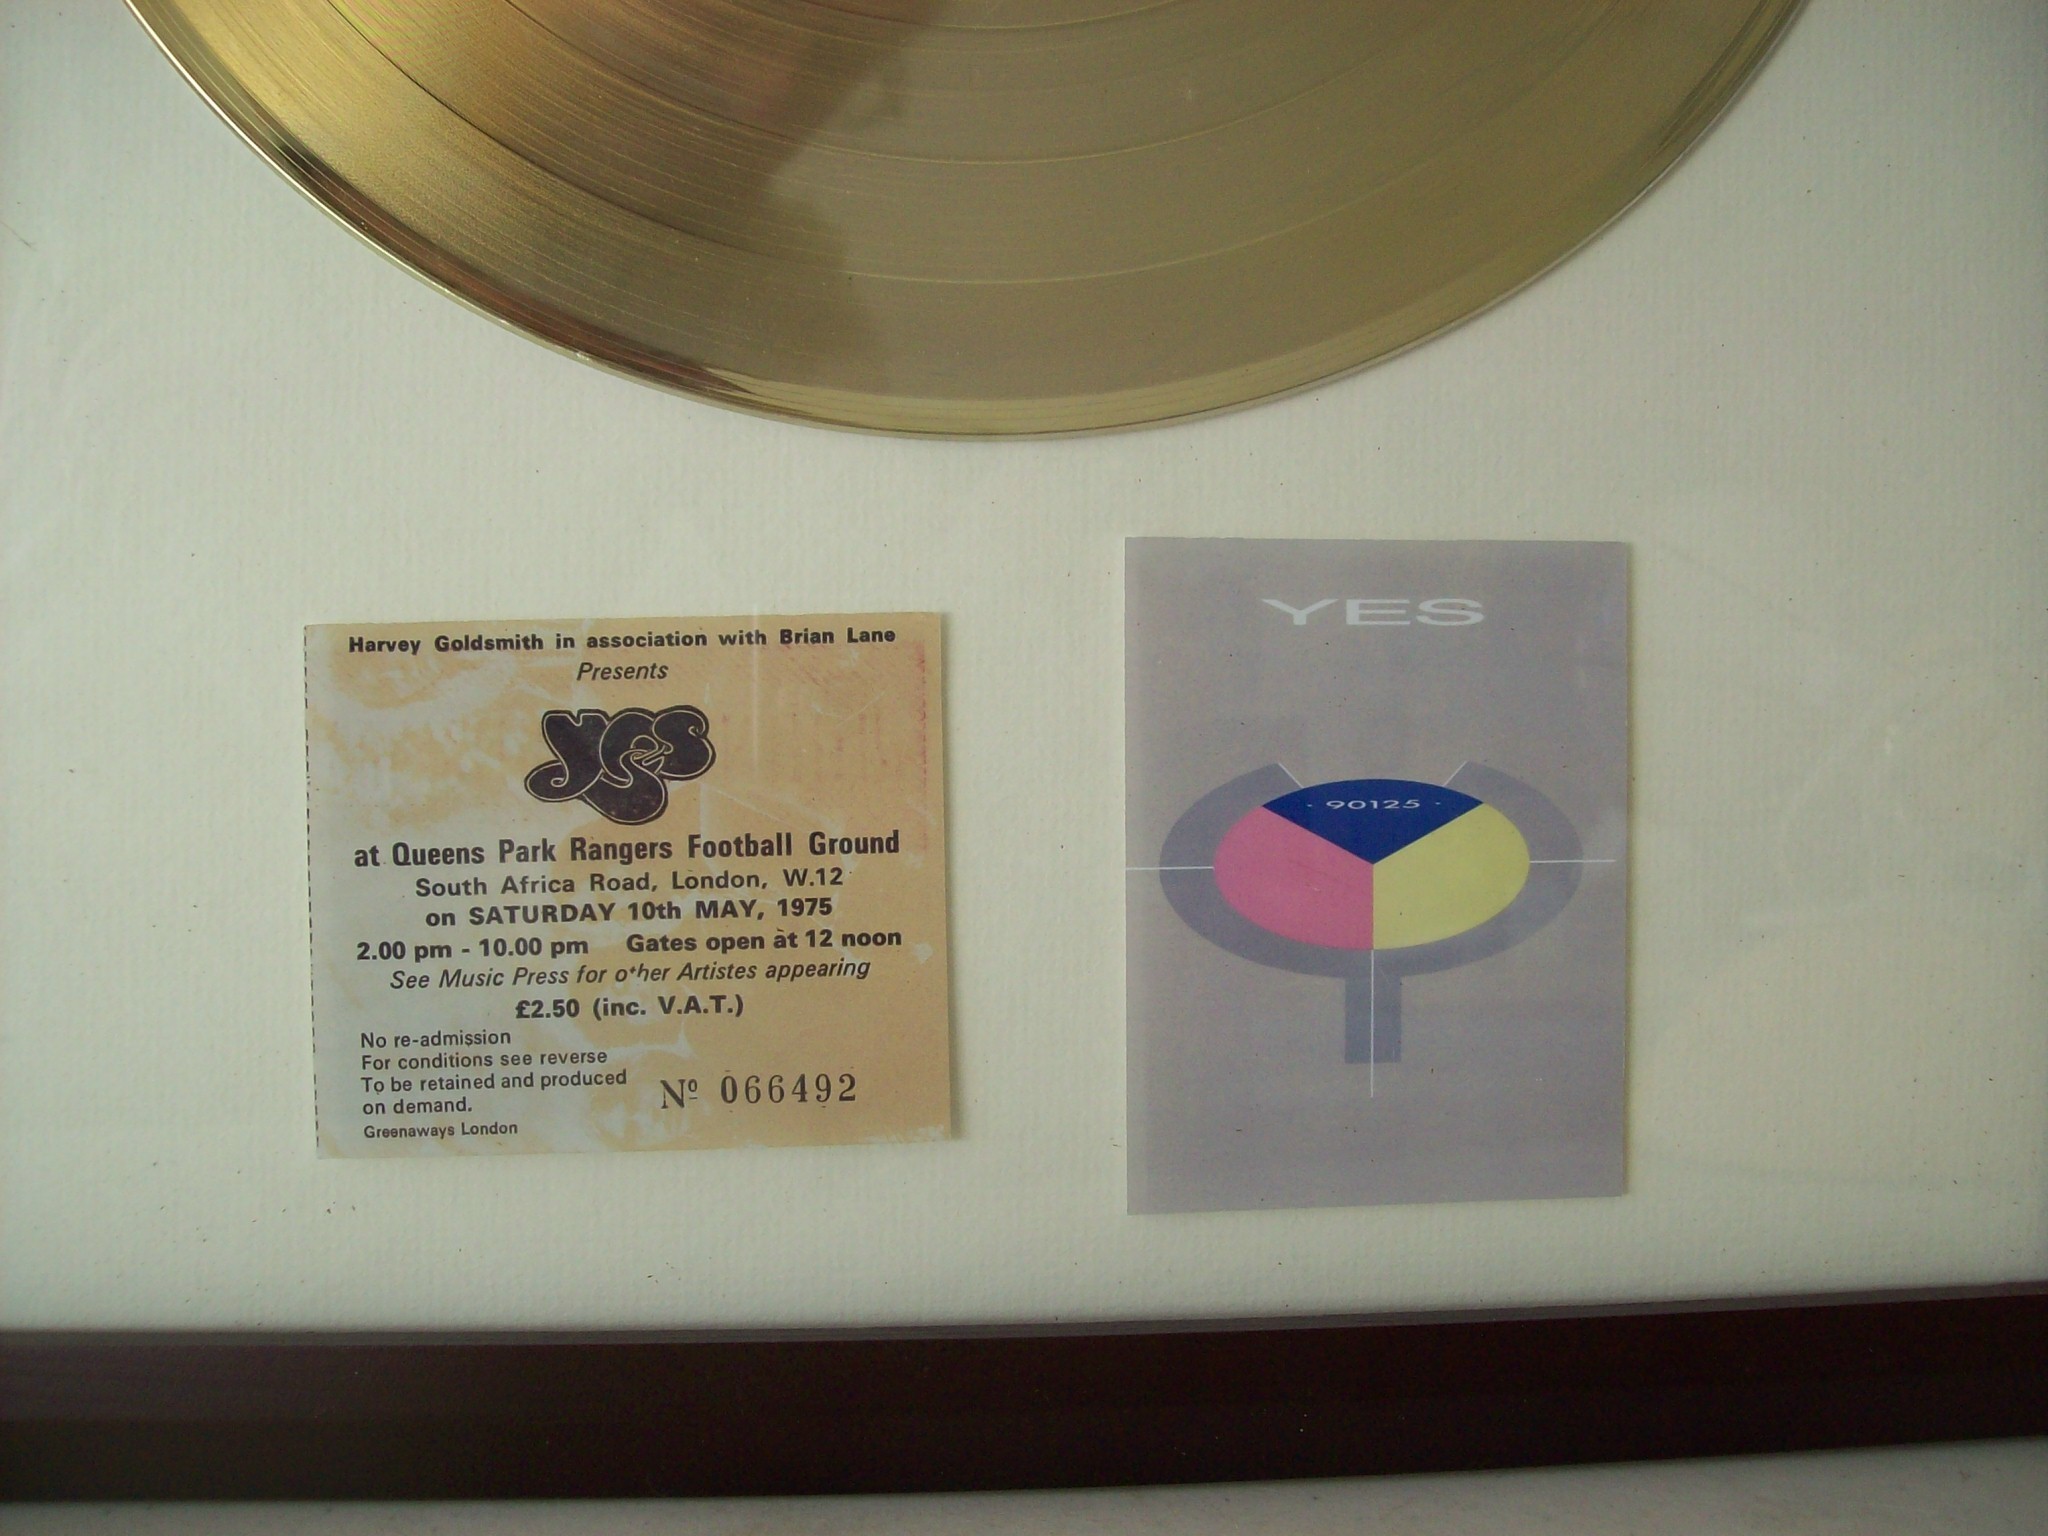 Harvey Goldsmith in association with Brian Lane
Presents
yes
at Queens Park Rangers Football Ground
South Africa Road, London, W.12
on SATURDAY 10th MAY, 1975
2.00 pm - 10.00 pm Gates open at 12 noon
See Music Press for other Artistes appearing
£2.50 (inc. V.A.T.)
No re-admission
For conditions see reverse
To be retained and produced
on demand.
Nº 066492
Greenaways London
YES
· 90125 ·